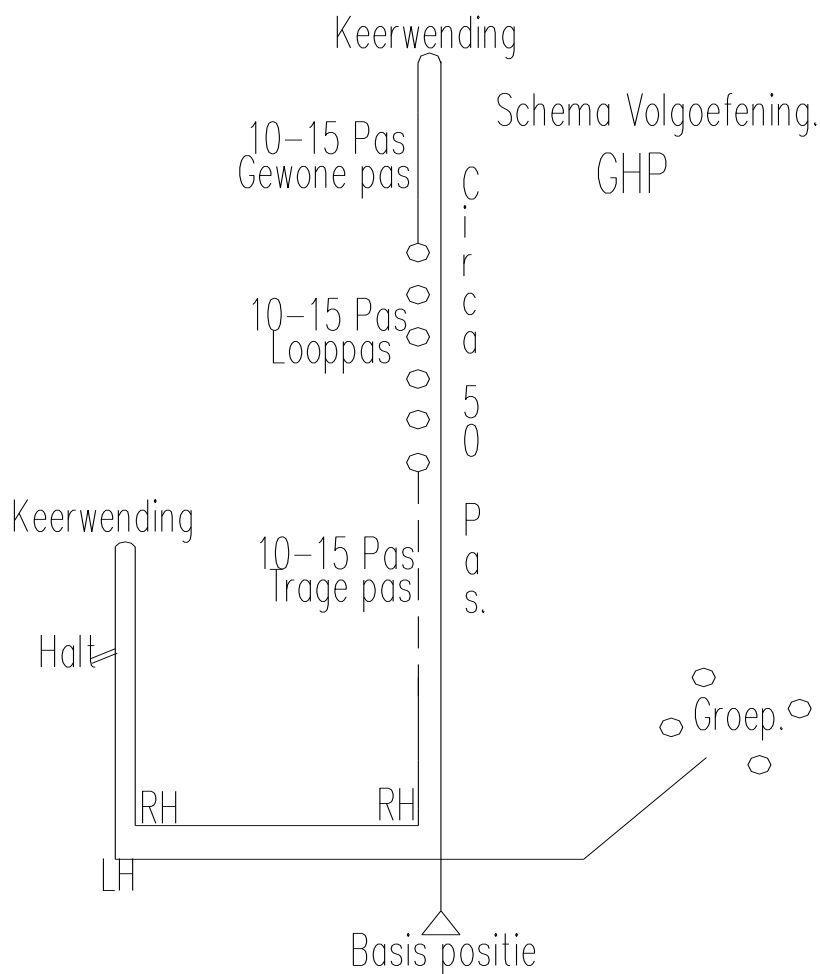 Keerwending
Schema Volgoefening.
GHP
10-15 Pas
Gewone pas
Circa 50 Pas.
10-15 Pas
Looppas
Keerwending
10-15 Pas
Trage pas
Halt
Groep.
RH
RH
LH
Basis positie